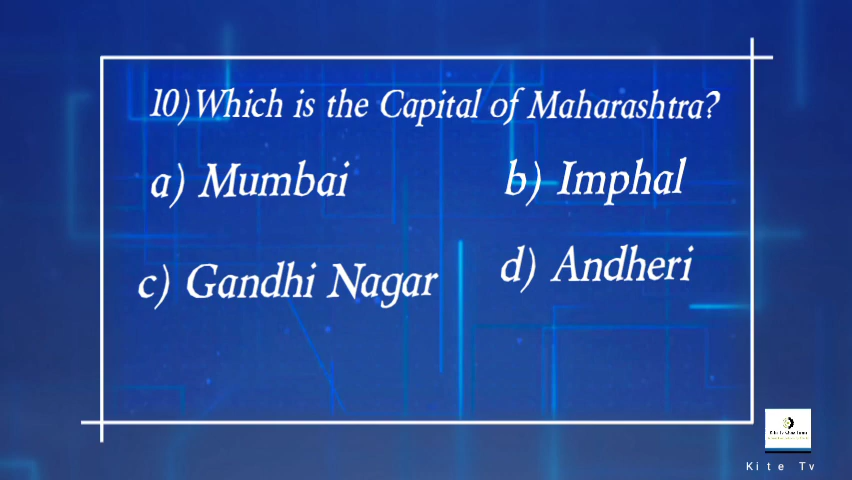 10) Which is the Capital of Maharashtra?
a) Mumbai
b) Imphal
c) Gandhi Nagar
d) Andheri
Kite Tv